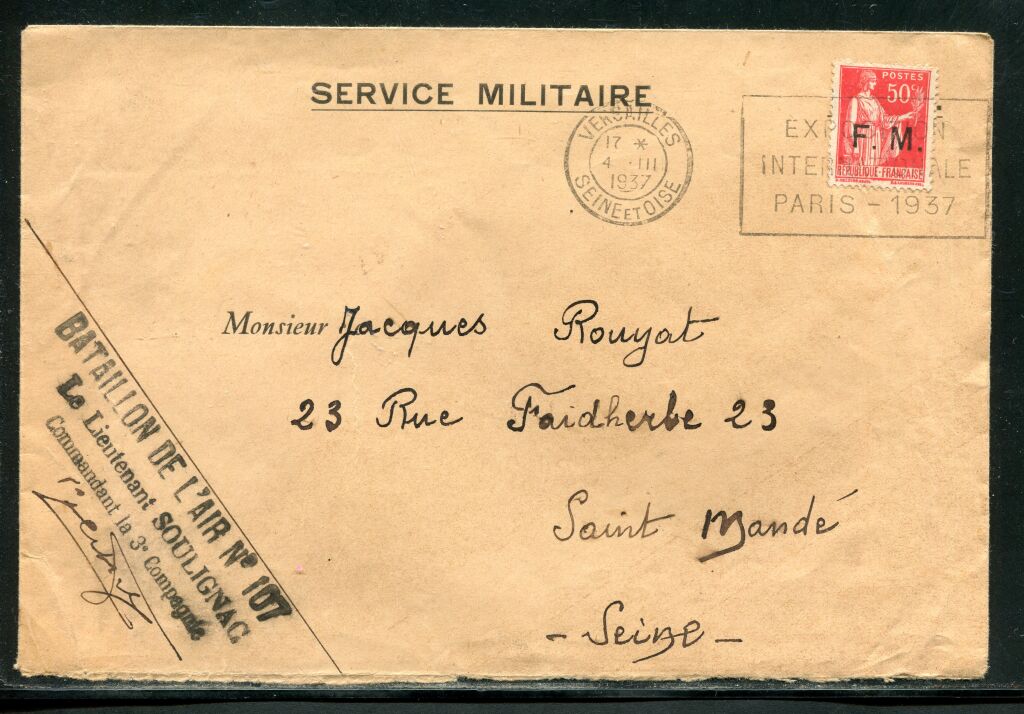 SERVICE MILITAIRE
VERSAILLES
17 *
4 III
1937
SEINE ET OISE
POSTES
50c
F. M.
REPUBLIQUE-FRANÇAISE
INTER
PARIS - 1937
Monsieur Jacques Rouyat
23 Rue Faidherbe 23
Saint Mandé
- Seine -
BATAILLON DE L'AIR Nº 107
Le Lieutenant SOULIGNAC
Commandant la 3e Compagnie